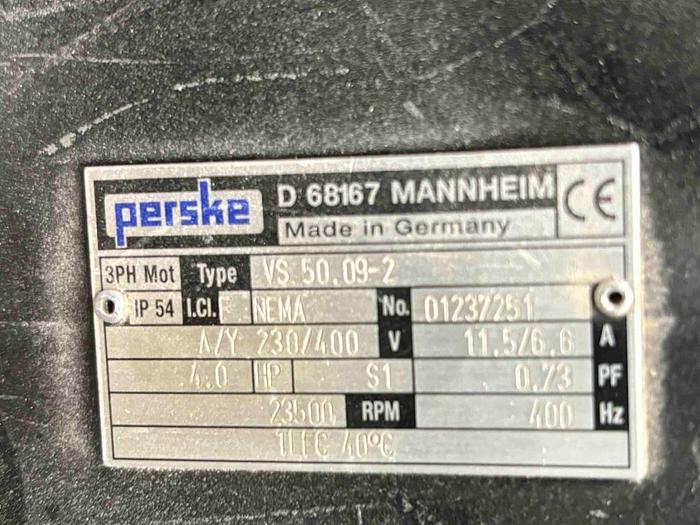 perske D 68167 MANNHEIM CE
Made in Germany
3PH Mot Type VS 50.09-2
IP 54 I.Cl. F NEMA No. 01237251
Δ/Y 230/400 V 11.5/6.6 A
4.0 HP S1 0.73 PF
23500 RPM 400 Hz
40°C